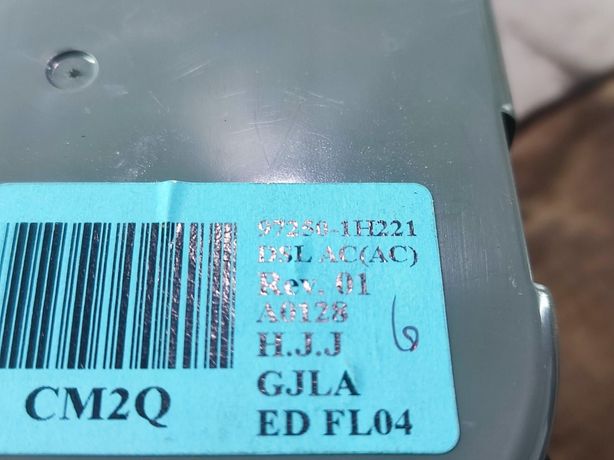 97250-1H221
DSL AC(AC)
Rev. 01
A0128
H.J.J
GJLA
ED FL04
CM2Q
6